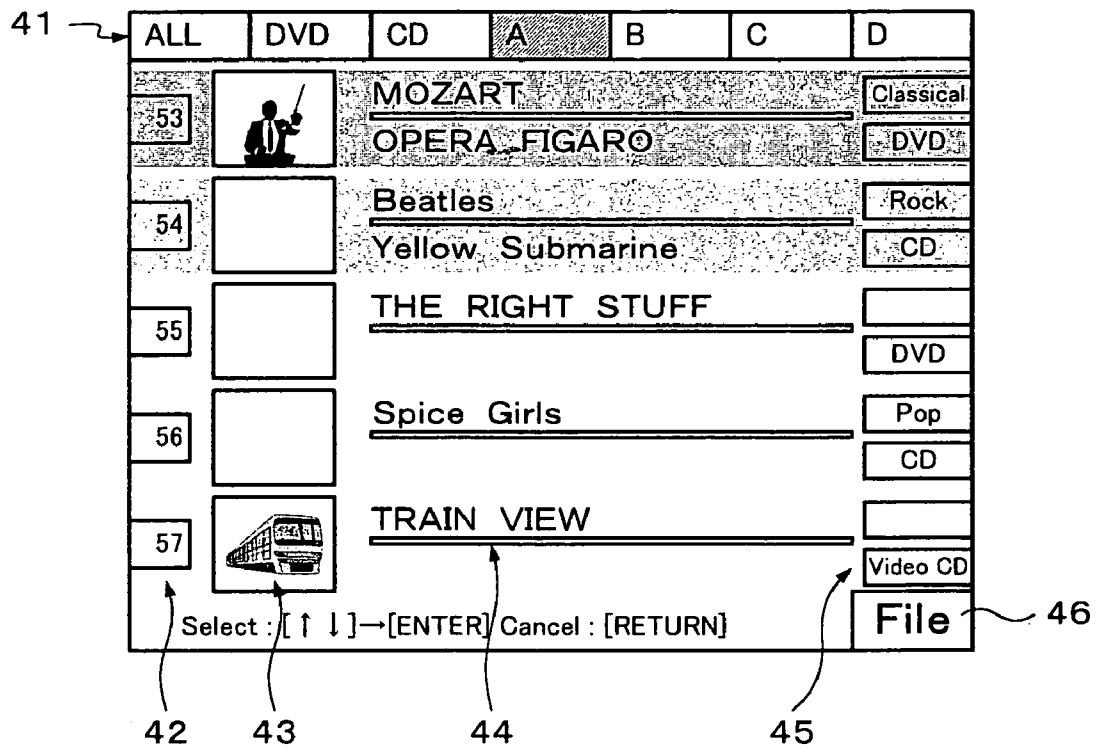 41 ALL DVD CD A B C D
MOZART Classical
53
OPERA FIGARO DVD
Beatles Rock
54
Yellow Submarine CD
THE RIGHT STUFF
55
DVD
Spice Girls Pop
56
CD
TRAIN VIEW
57
Video CD
Select : [↑ ↓]→[ENTER] Cancel : [RETURN] File 46
42 43 44 45